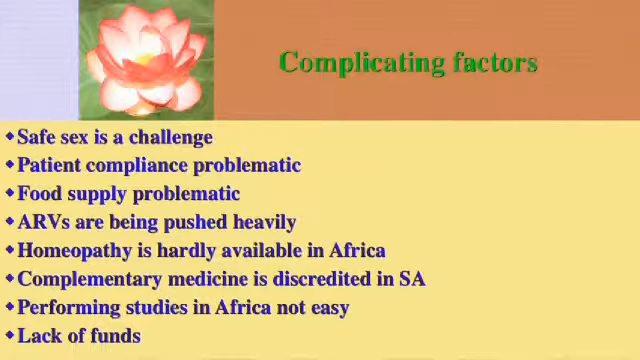 Complicating factors
Safe sex is a challenge
Patient compliance problematic
Food supply problematic
ARVs are being pushed heavily
Homeopathy is hardly available in Africa
Complementary medicine is discredited in SA
Performing studies in Africa not easy
Lack of funds